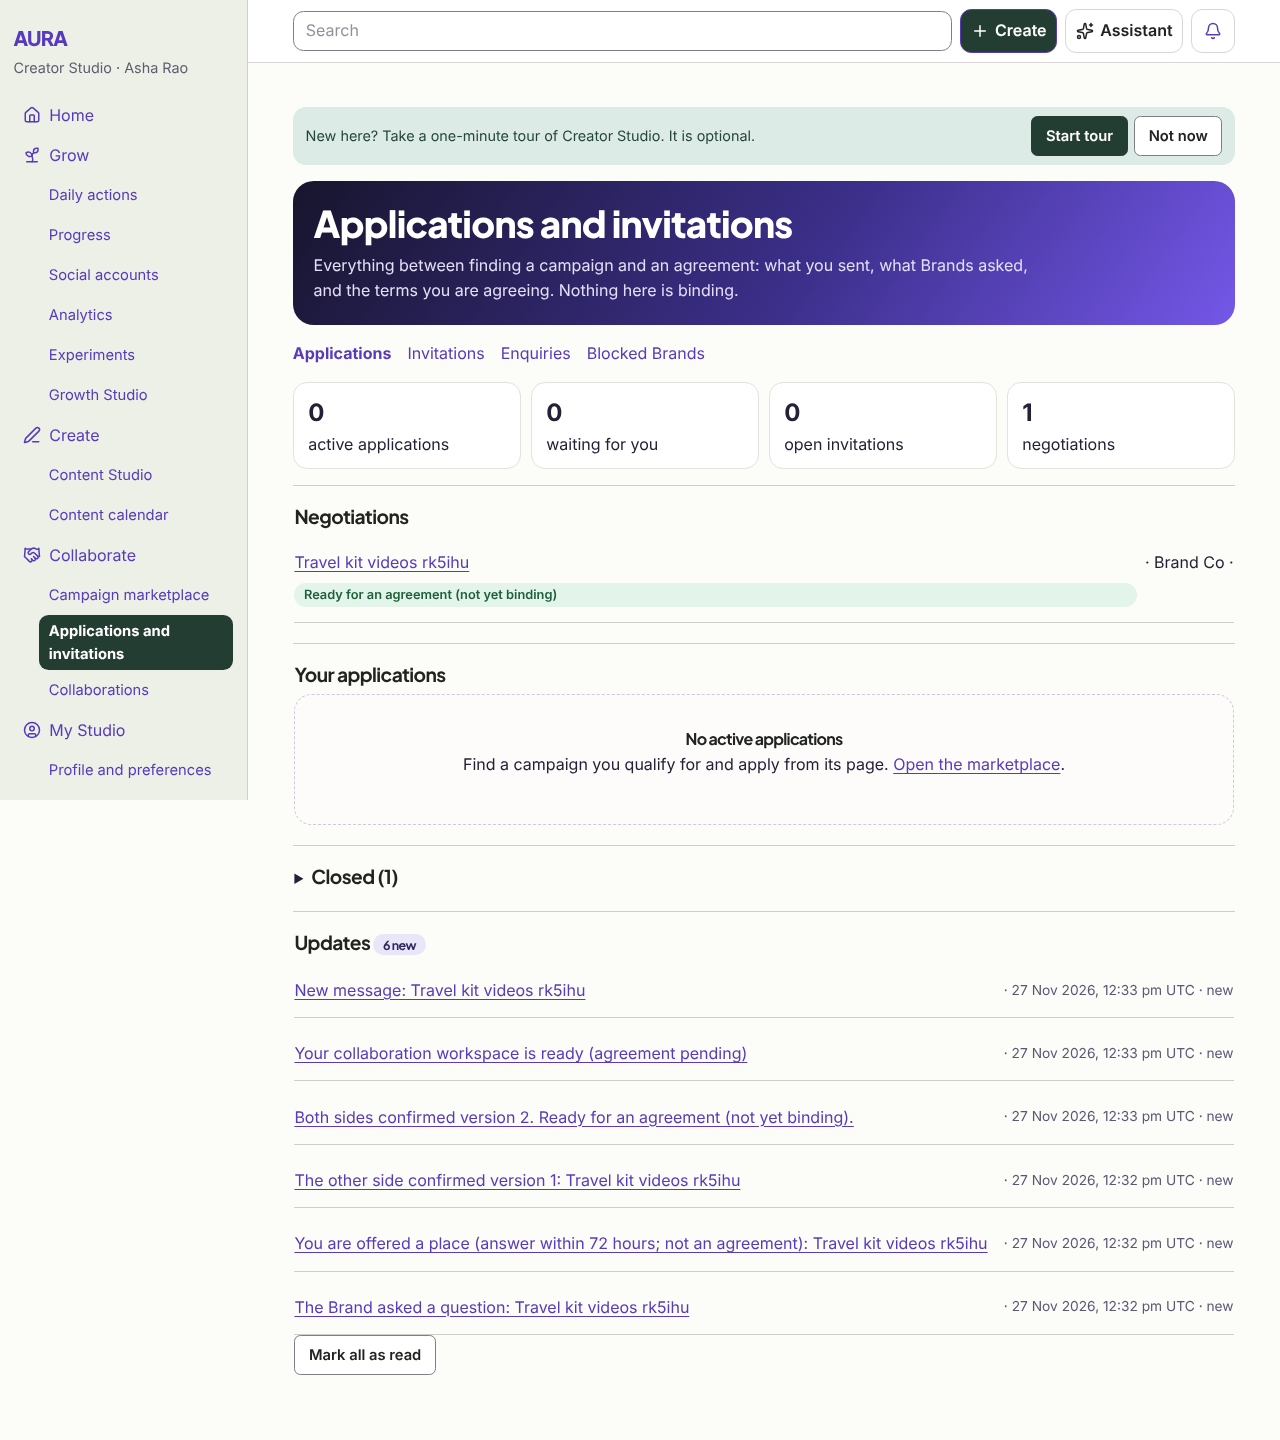 AURA
Creator Studio · Asha Rao
Home
Grow
Daily actions
Progress
Social accounts
Analytics
Experiments
Growth Studio
Create
Content Studio
Content calendar
Collaborate
Campaign marketplace
Applications and
invitations
Collaborations
My Studio
Profile and preferences
Search
Create
Assistant
New here? Take a one-minute tour of Creator Studio. It is optional.
Start tour
Not now
Applications and invitations
Everything between finding a campaign and an agreement: what you sent, what Brands asked,
and the terms you are agreeing. Nothing here is binding.
Applications Invitations Enquiries Blocked Brands
0
active applications
0
waiting for you
0
open invitations
1
negotiations
Negotiations
Travel kit videos rk5ihu · Brand Co ·
Ready for an agreement (not yet binding)
Your applications
No active applications
Find a campaign you qualify for and apply from its page. Open the marketplace.
Closed (1)
Updates 6 new
New message: Travel kit videos rk5ihu · 27 Nov 2026, 12:33 pm UTC · new
Your collaboration workspace is ready (agreement pending) · 27 Nov 2026, 12:33 pm UTC · new
Both sides confirmed version 2. Ready for an agreement (not yet binding). · 27 Nov 2026, 12:33 pm UTC · new
The other side confirmed version 1: Travel kit videos rk5ihu · 27 Nov 2026, 12:32 pm UTC · new
You are offered a place (answer within 72 hours; not an agreement): Travel kit videos rk5ihu · 27 Nov 2026, 12:32 pm UTC · new
The Brand asked a question: Travel kit videos rk5ihu · 27 Nov 2026, 12:32 pm UTC · new
Mark all as read